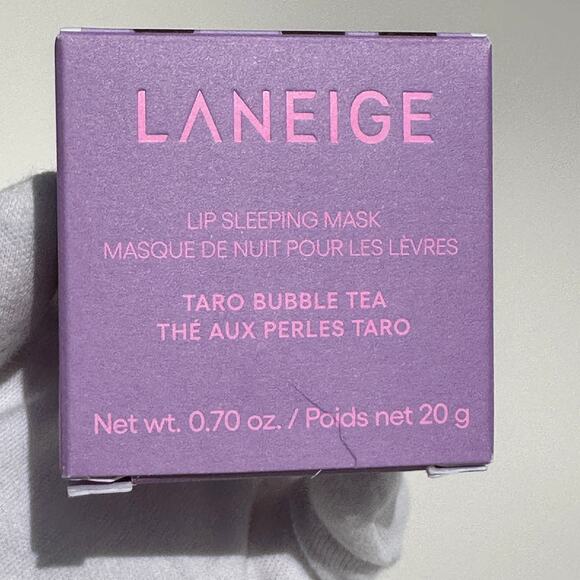 LANEIGE
LIP SLEEPING MASK
MASQUE DE NUIT POUR LES LÈVRES
TARO BUBBLE TEA
THÉ AUX PERLES TARO
Net wt. 0.70 oz. / Poids net 20 g